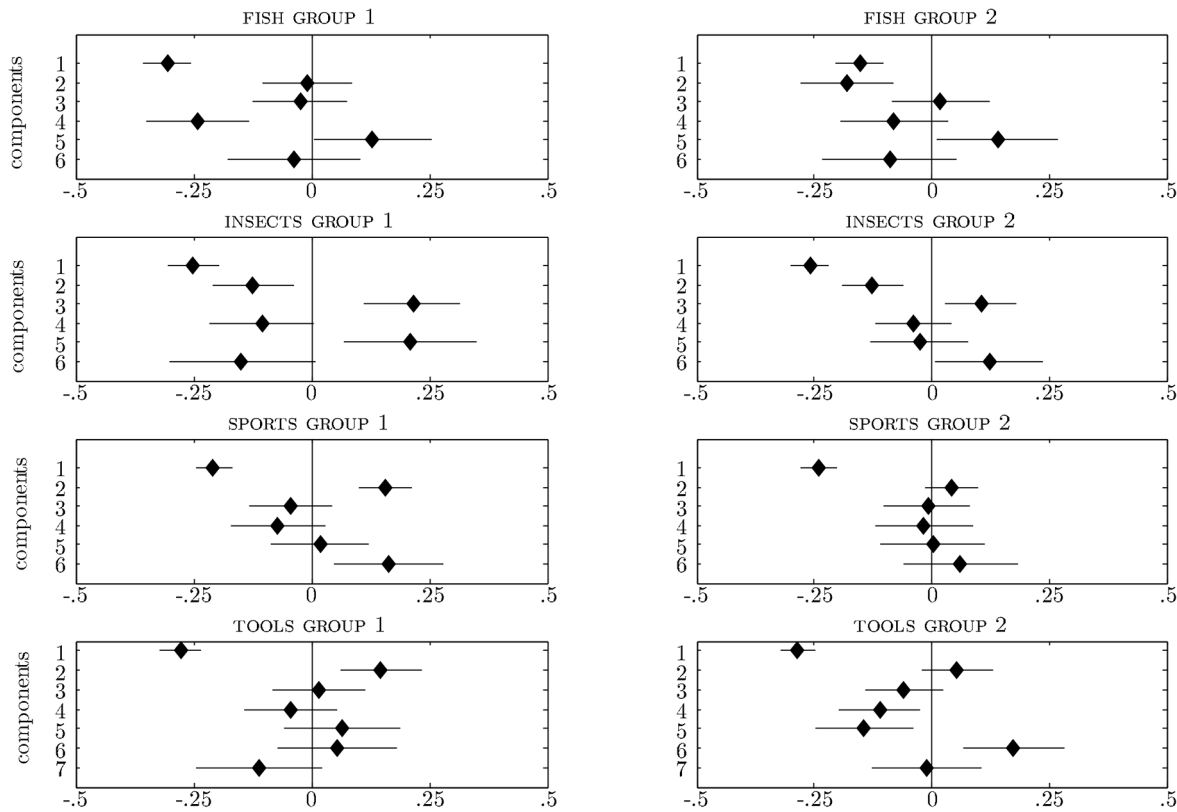 FISH GROUP 1
components
1
2
3
4
5
6
-.5 -.25 0 .25 .5
FISH GROUP 2
1
2
3
4
5
6
-.5 -.25 0 .25 .5
INSECTS GROUP 1
components
1
2
3
4
5
6
-.5 -.25 0 .25 .5
INSECTS GROUP 2
1
2
3
4
5
6
-.5 -.25 0 .25 .5
SPORTS GROUP 1
components
1
2
3
4
5
6
-.5 -.25 0 .25 .5
SPORTS GROUP 2
1
2
3
4
5
6
-.5 -.25 0 .25 .5
TOOLS GROUP 1
components
1
2
3
4
5
6
7
-.5 -.25 0 .25 .5
TOOLS GROUP 2
1
2
3
4
5
6
7
-.5 -.25 0 .25 .5